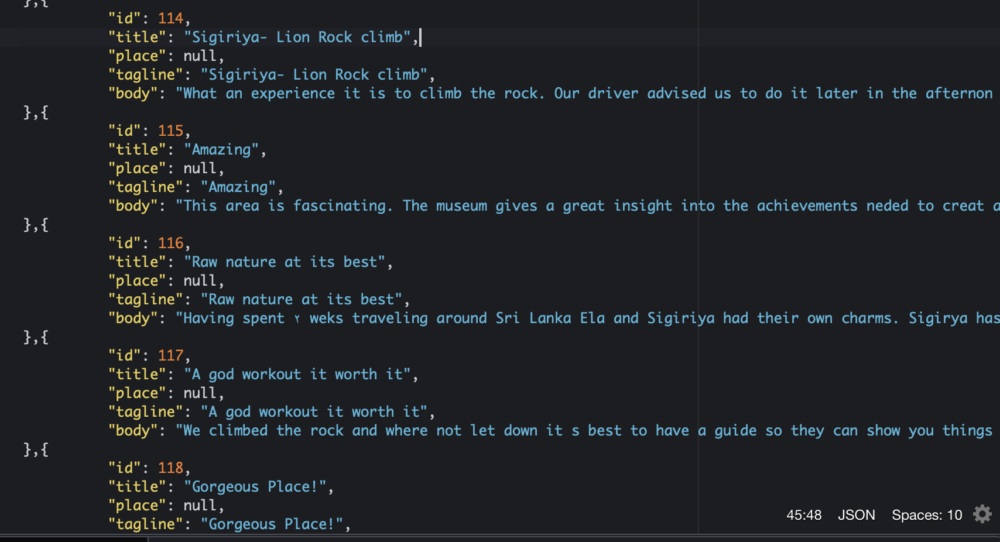 },{
"id": 114,
"title": "Sigiriya- Lion Rock climb",
"place": null,
"tagline": "Sigiriya- Lion Rock climb",
"body": "What an experience it is to climb the rock. Our driver advised us to do it later in the afternon
},{
"id": 115,
"title": "Amazing",
"place": null,
"tagline": "Amazing",
"body": "This area is fascinating. The museum gives a great insight into the achievements neded to creat a
},{
"id": 116,
"title": "Raw nature at its best",
"place": null,
"tagline": "Raw nature at its best",
"body": "Having spent ٢ weks traveling around Sri Lanka Ela and Sigiriya had their own charms. Sigirya has
},{
"id": 117,
"title": "A god workout it worth it",
"place": null,
"tagline": "A god workout it worth it",
"body": "We climbed the rock and where not let down it s best to have a guide so they can show you things
},{
"id": 118,
"title": "Gorgeous Place!",
"place": null,
"tagline": "Gorgeous Place!",
45:48 JSON Spaces: 10